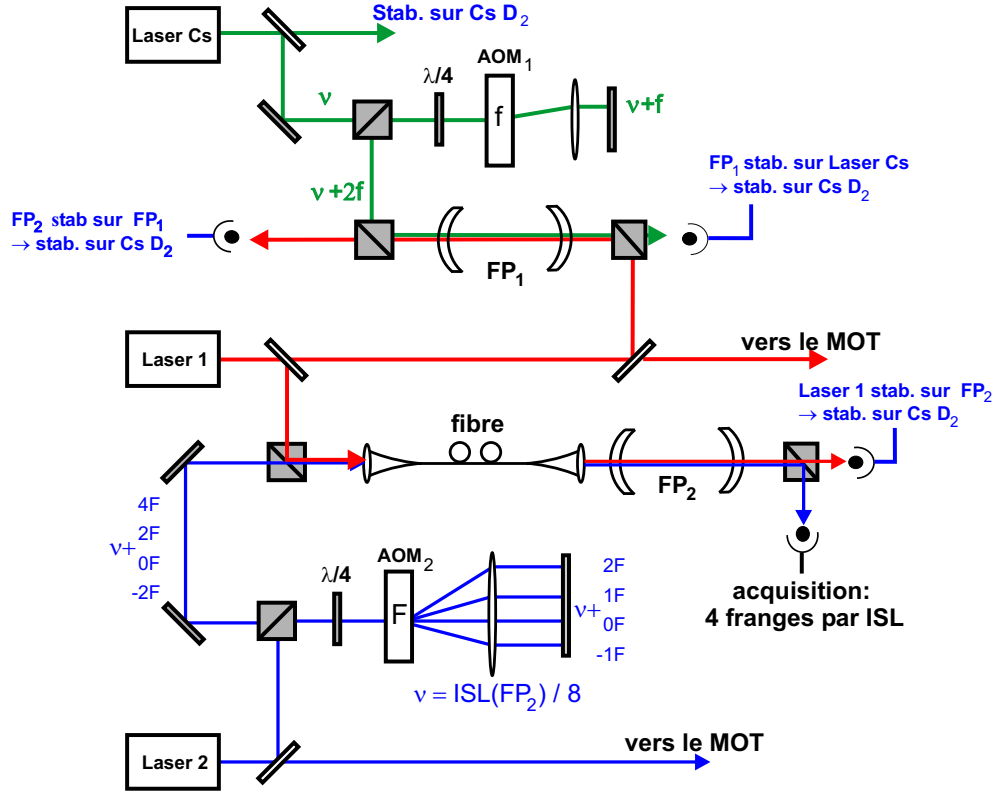 Laser Cs
Stab. sur Cs D2
AOM1
λ/4
ν
f
ν+f
ν+2f
FP1 stab. sur Laser Cs
→ stab. sur Cs D2
FP2 stab sur FP1
→ stab. sur Cs D2
FP1
Laser 1
vers le MOT
Laser 1 stab. sur FP2
→ stab. sur Cs D2
fibre
FP2
4F
2F
ν+
0F
-2F
AOM2
λ/4
F
2F
1F
ν+
0F
-1F
acquisition:
4 franges par ISL
ν = ISL(FP2) / 8
Laser 2
vers le MOT